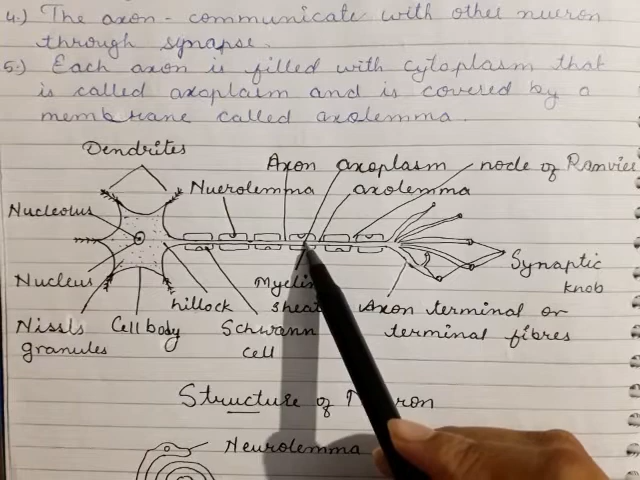 4.) The axon - communicate with other nueron
through synapse.
5.) Each axon is filled with cytoplasm that
is called axoplasm and is covered by a
membrane called axolemma.
Dendrites
Axon axoplasm node of Ranvier
Nuerolemma axolemma
Nucleolus
Nucleus
Synaptic
knob
hillock
Axon terminal or
terminal fibres
Nissls
granules
Cell body
Schwann
cell
Structure of
Neurolemma